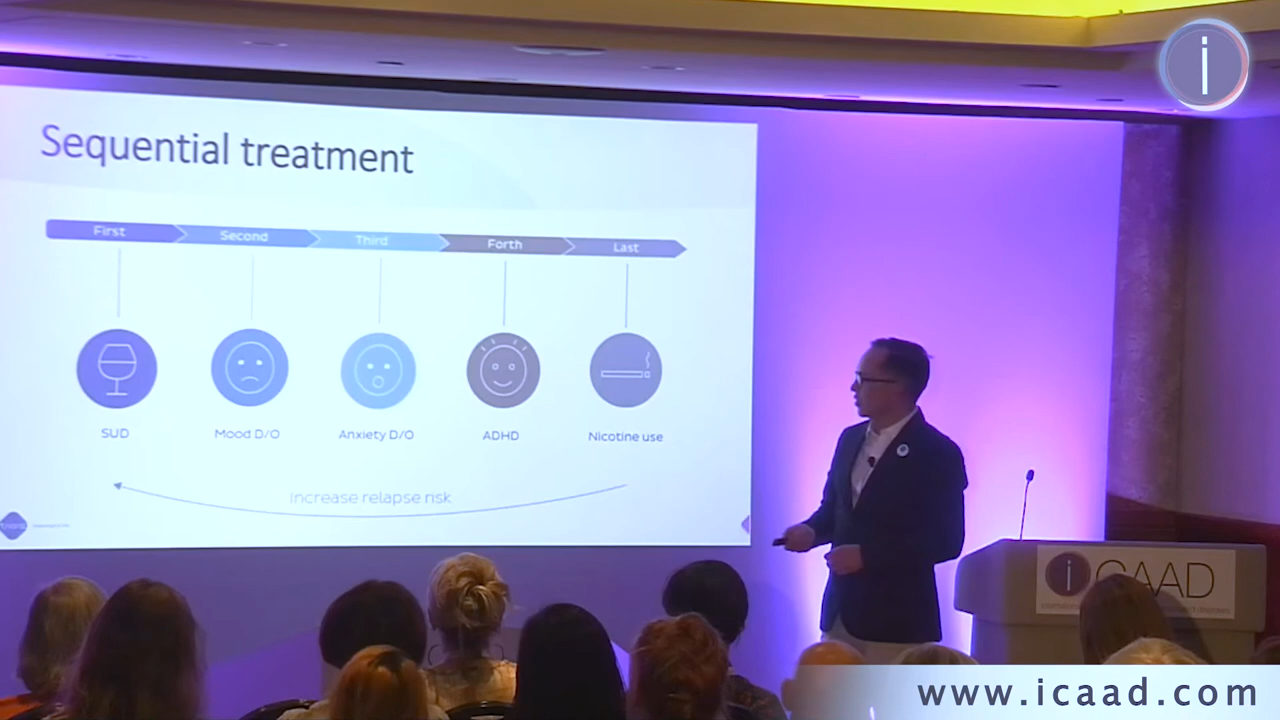 i
Sequential treatment
First
Second
Third
Forth
Last
SUD
Mood D/O
Anxiety D/O
ADHD
Nicotine use
Increase relapse risk
iCAAD
www.icaad.com